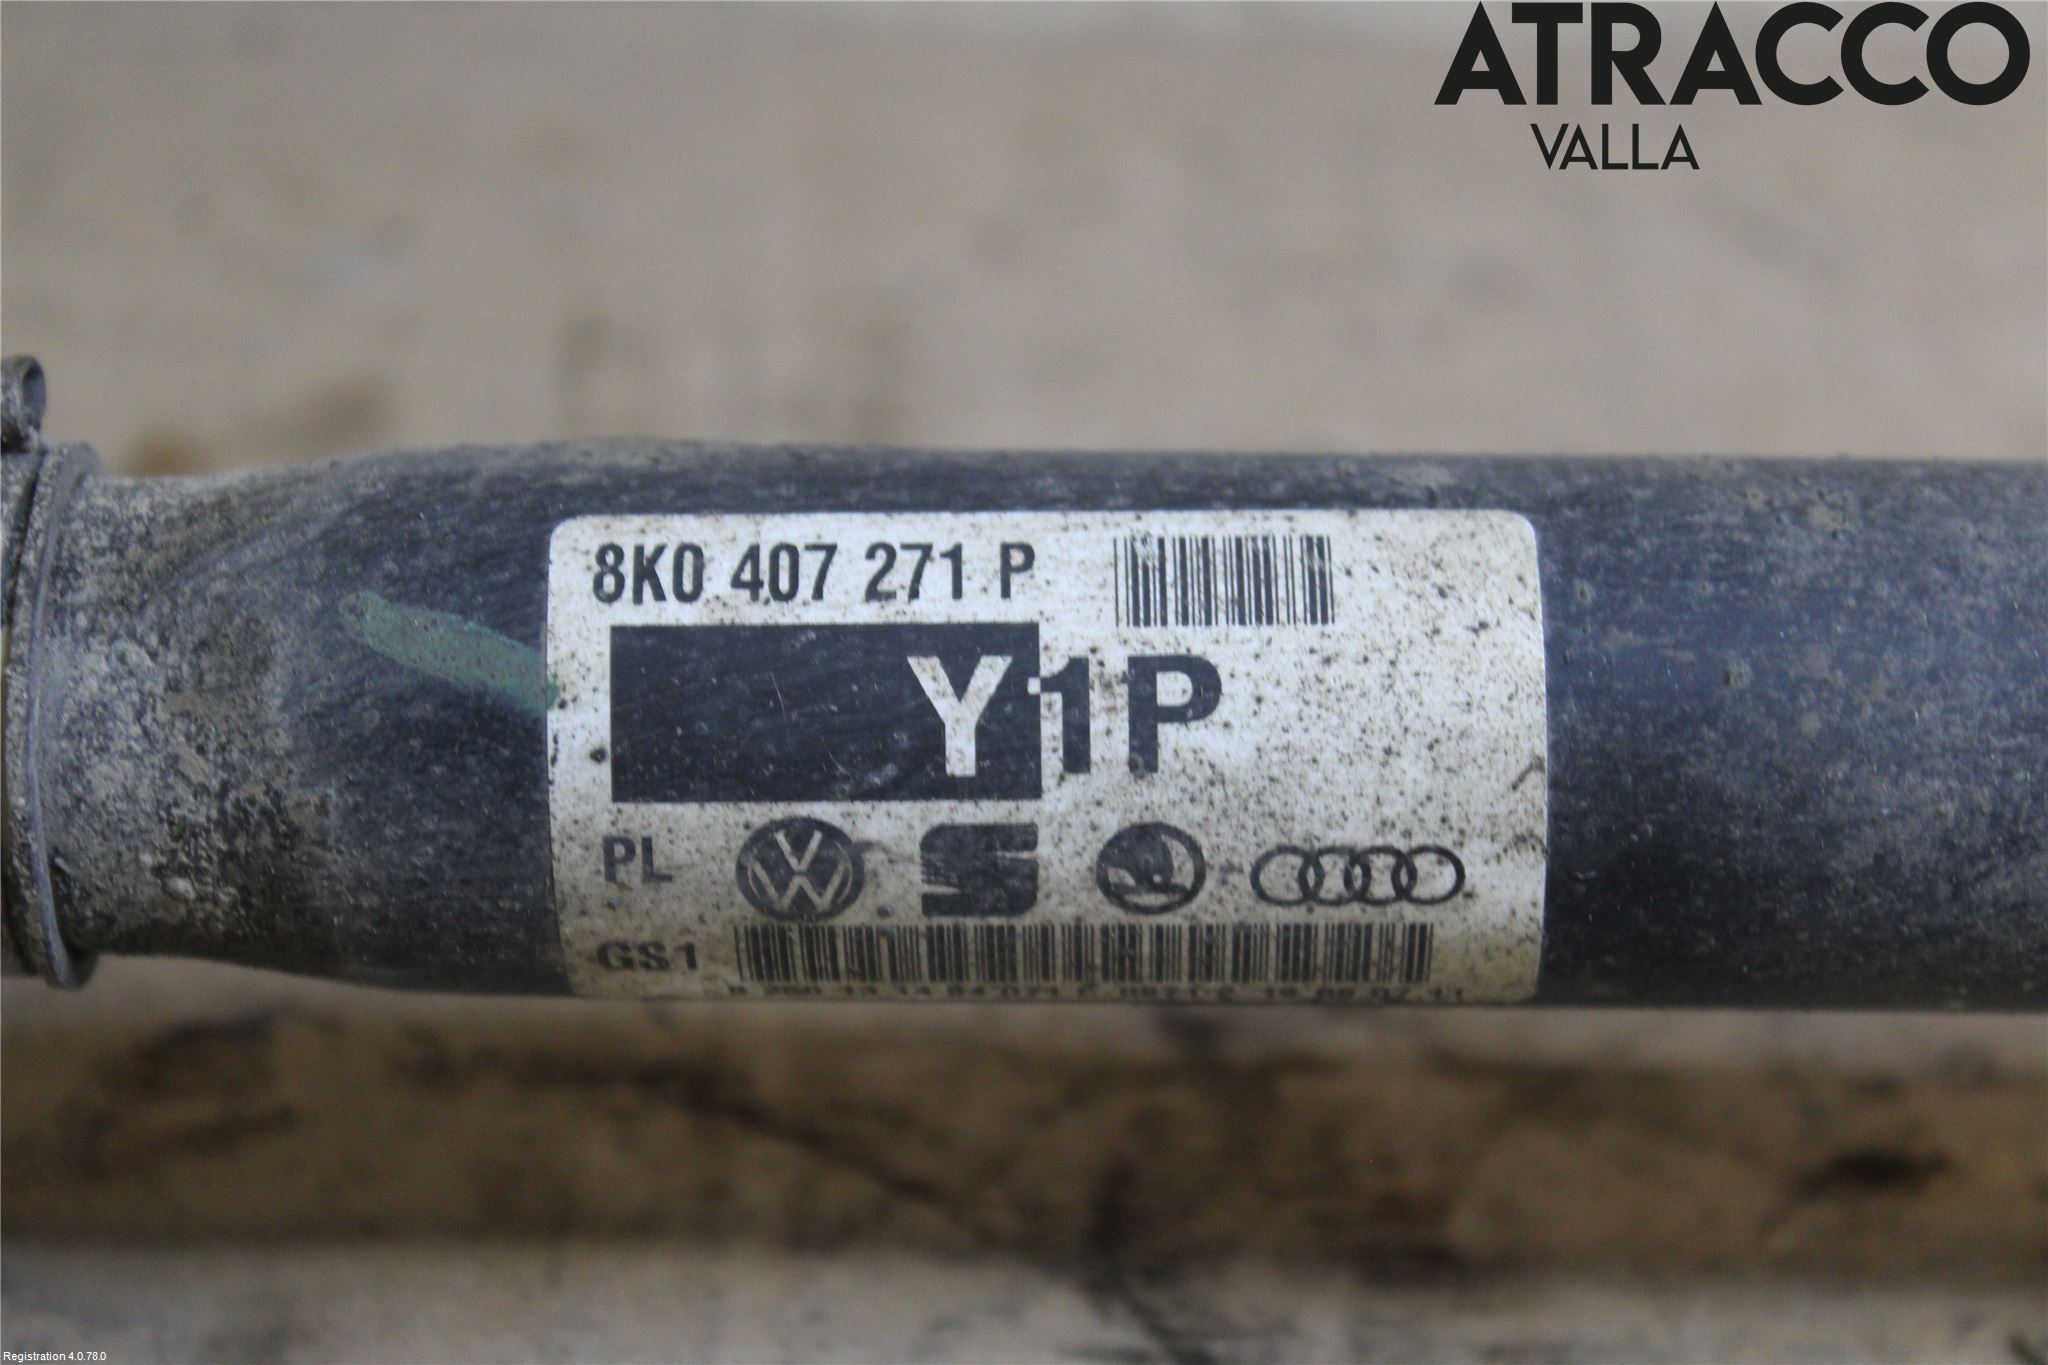 ATRACCO
VALLA
8K0 407 271 P
Y1P
PL
GS1
Registration 4.0.78.0